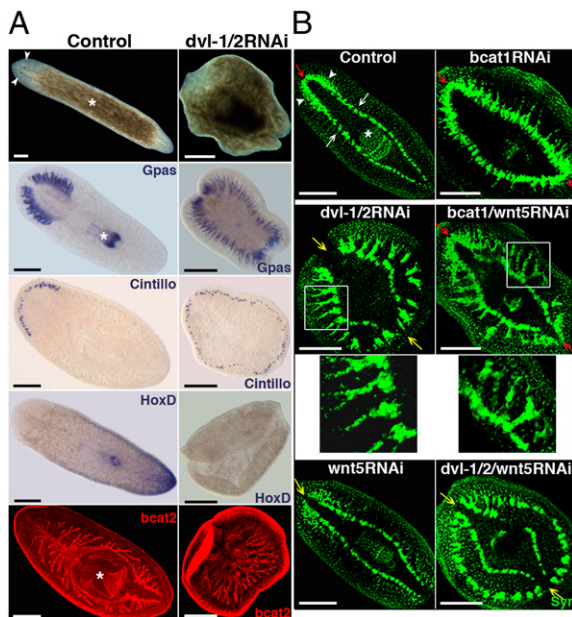 A
Control dvl-1/2RNAi
Gpas
Gpas
Cintillo
Cintillo
HoxD
HoxD
bcat2
bcat2
B
Control bcat1RNAi
dvl-1/2RNAi bcat1/wnt5RNAi
wnt5RNAi dvl-1/2/wnt5RNAi
Syn